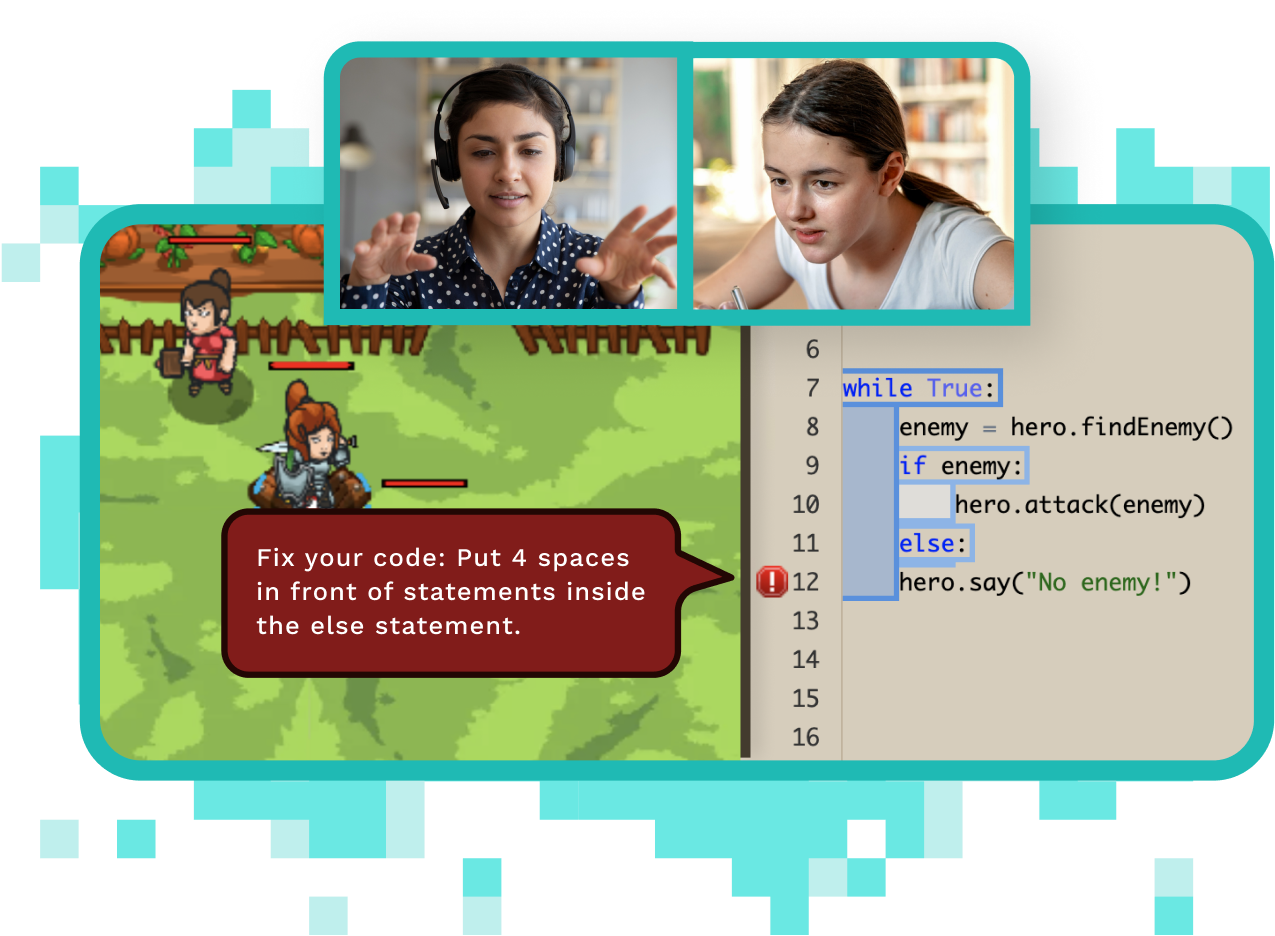 6
7 while True:
8 enemy = hero.findEnemy()
9 if enemy:
10 hero.attack(enemy)
11 else:
12 hero.say("No enemy!")
13
14
15
16
Fix your code: Put 4 spaces
in front of statements inside
the else statement.